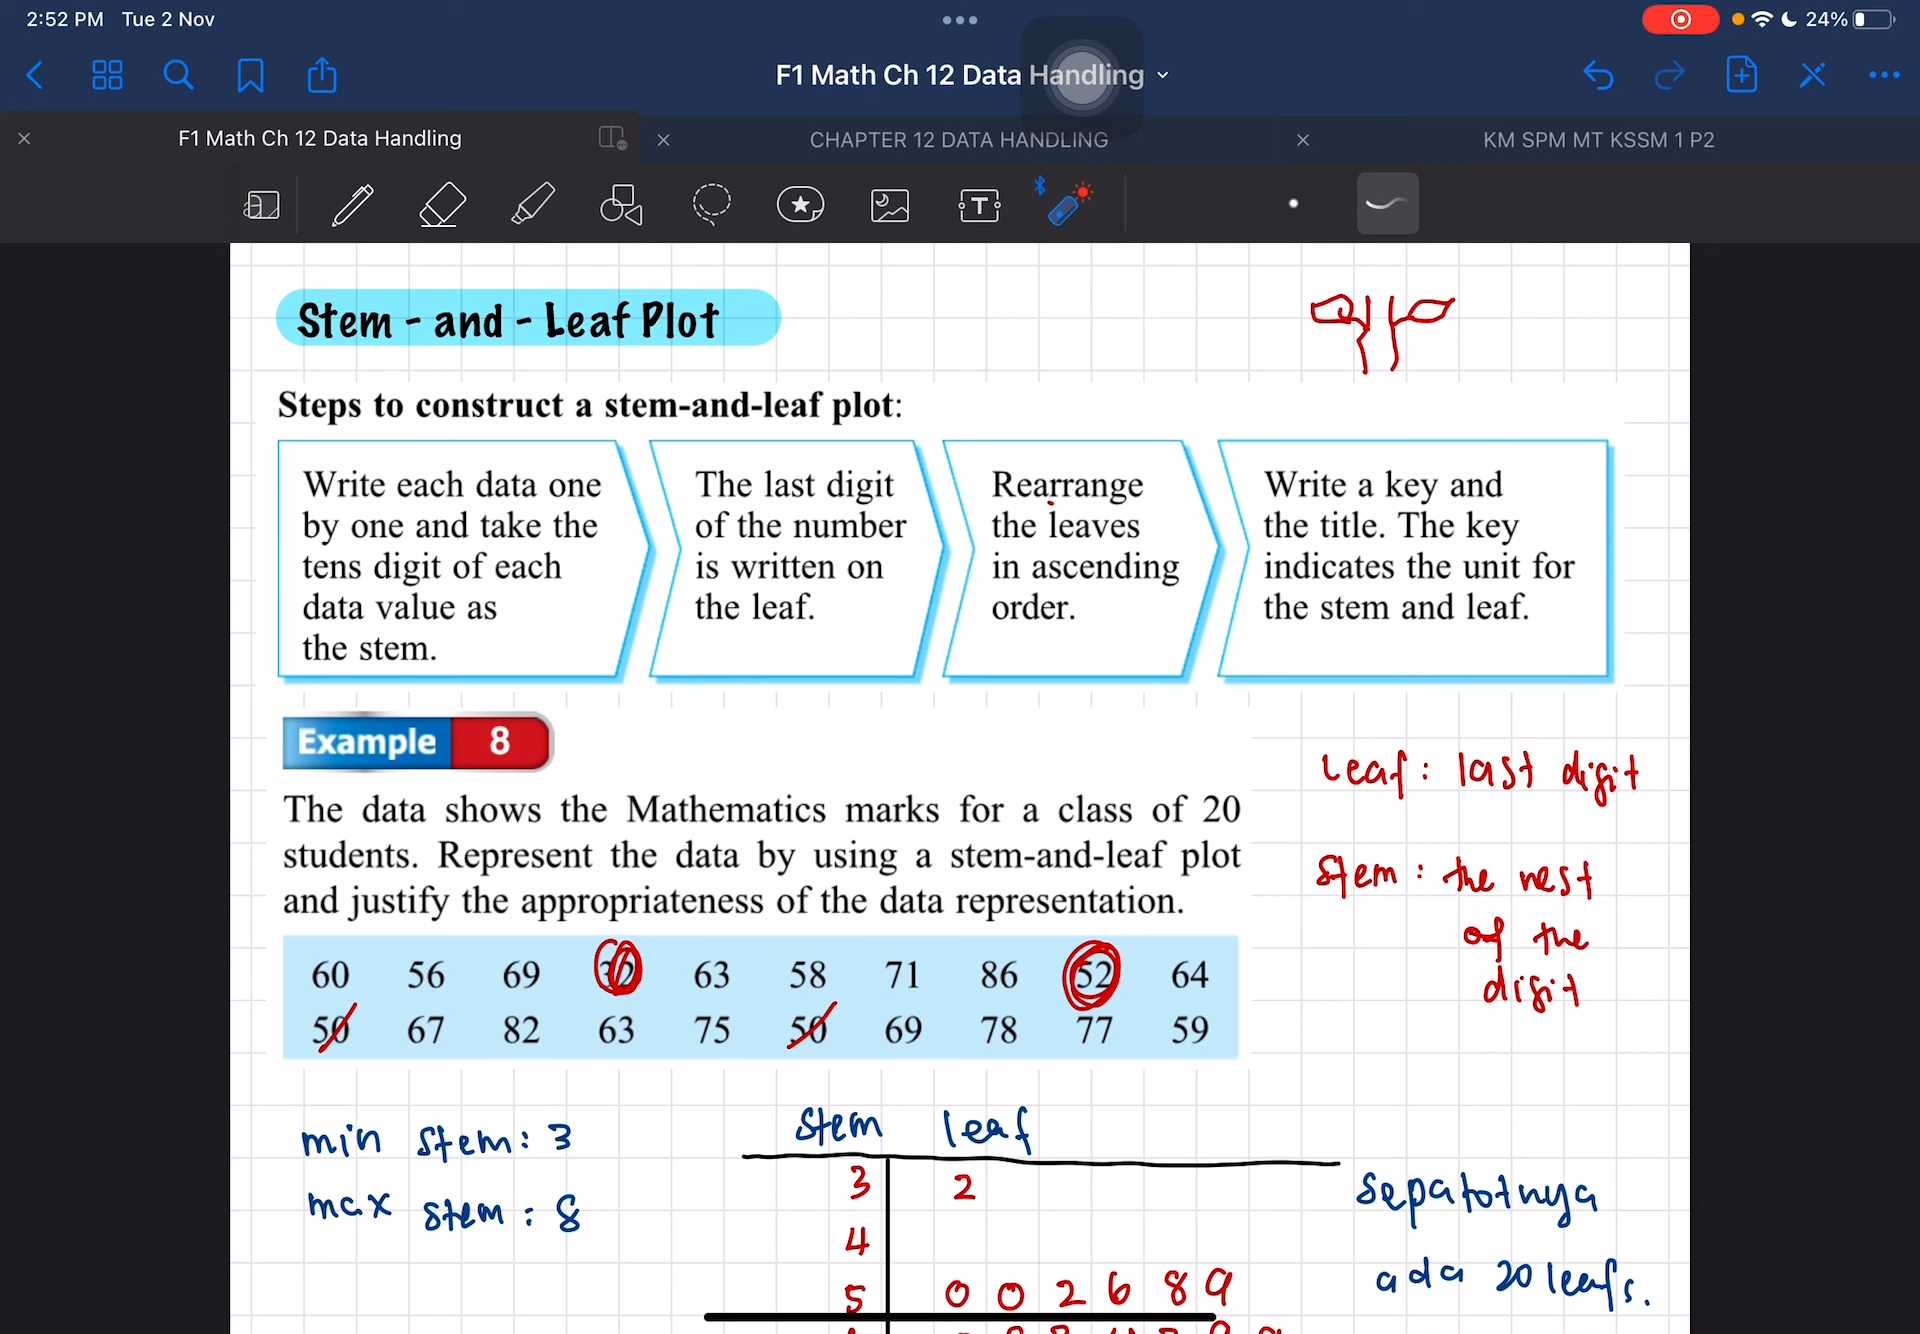 2:52 PM Tue 2 Nov
24%
F1 Math Ch 12 Data Handling
F1 Math Ch 12 Data Handling
CHAPTER 12 DATA HANDLING
KM SPM MT KSSM 1 P2
Stem - and - Leaf Plot
Steps to construct a stem-and-leaf plot:
Write each data one
by one and take the
tens digit of each
data value as
the stem.
The last digit
of the number
is written on
the leaf.
Rearrange
the leaves
in ascending
order.
Write a key and
the title. The key
indicates the unit for
the stem and leaf.
Example 8
The data shows the Mathematics marks for a class of 20
students. Represent the data by using a stem-and-leaf plot
and justify the appropriateness of the data representation.
60 56 69 32 63 58 71 86 52 64
50 67 82 63 75 50 69 78 77 59
Leaf: last digit
Stem: the rest
of the
digit
min stem: 3
max stem: 8
Stem leaf
3 2
4
5 0 0 2 6 8 9
sepatotnya
ada 20 leafs.